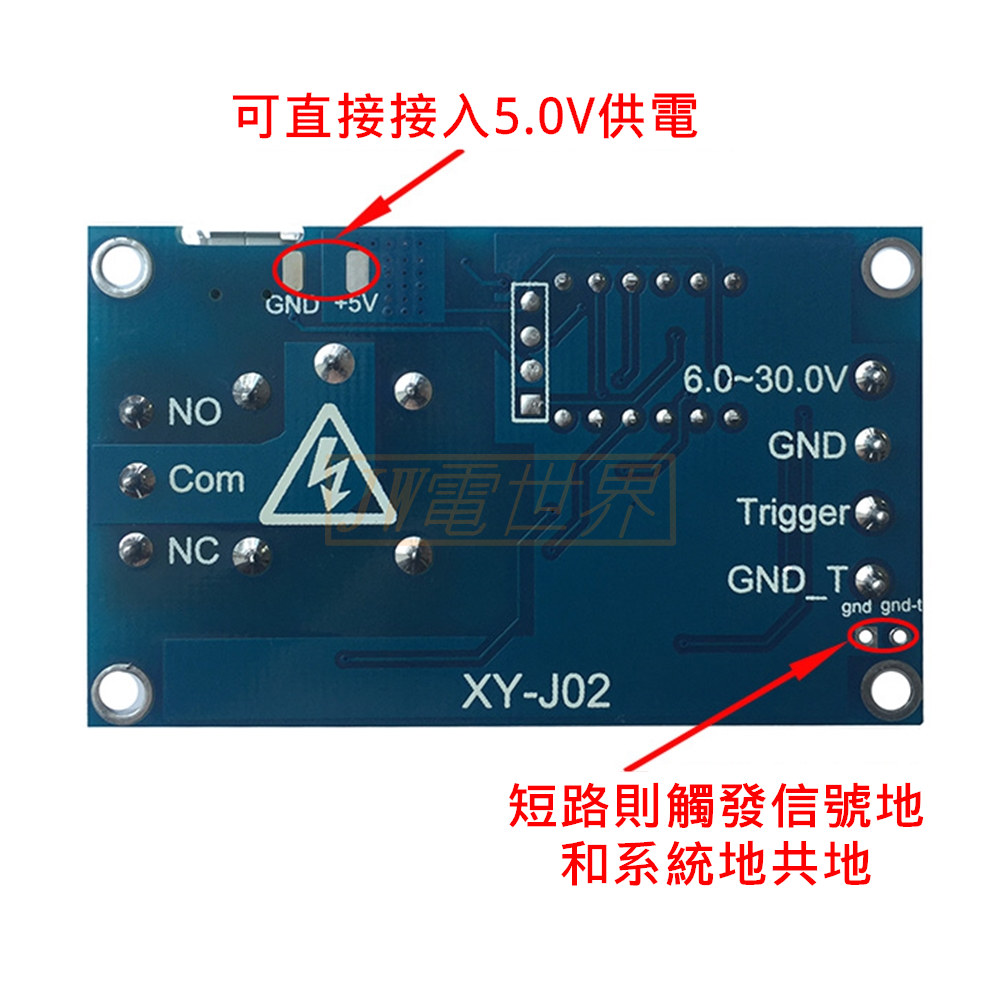 可直接接入5.0V供電
GND +5V
6.0~30.0V
NO
GND
Com
JW電世界
Trigger
NC
GND_T
gnd gnd-t
XY-J02
短路則觸發信號地
和系統地共地